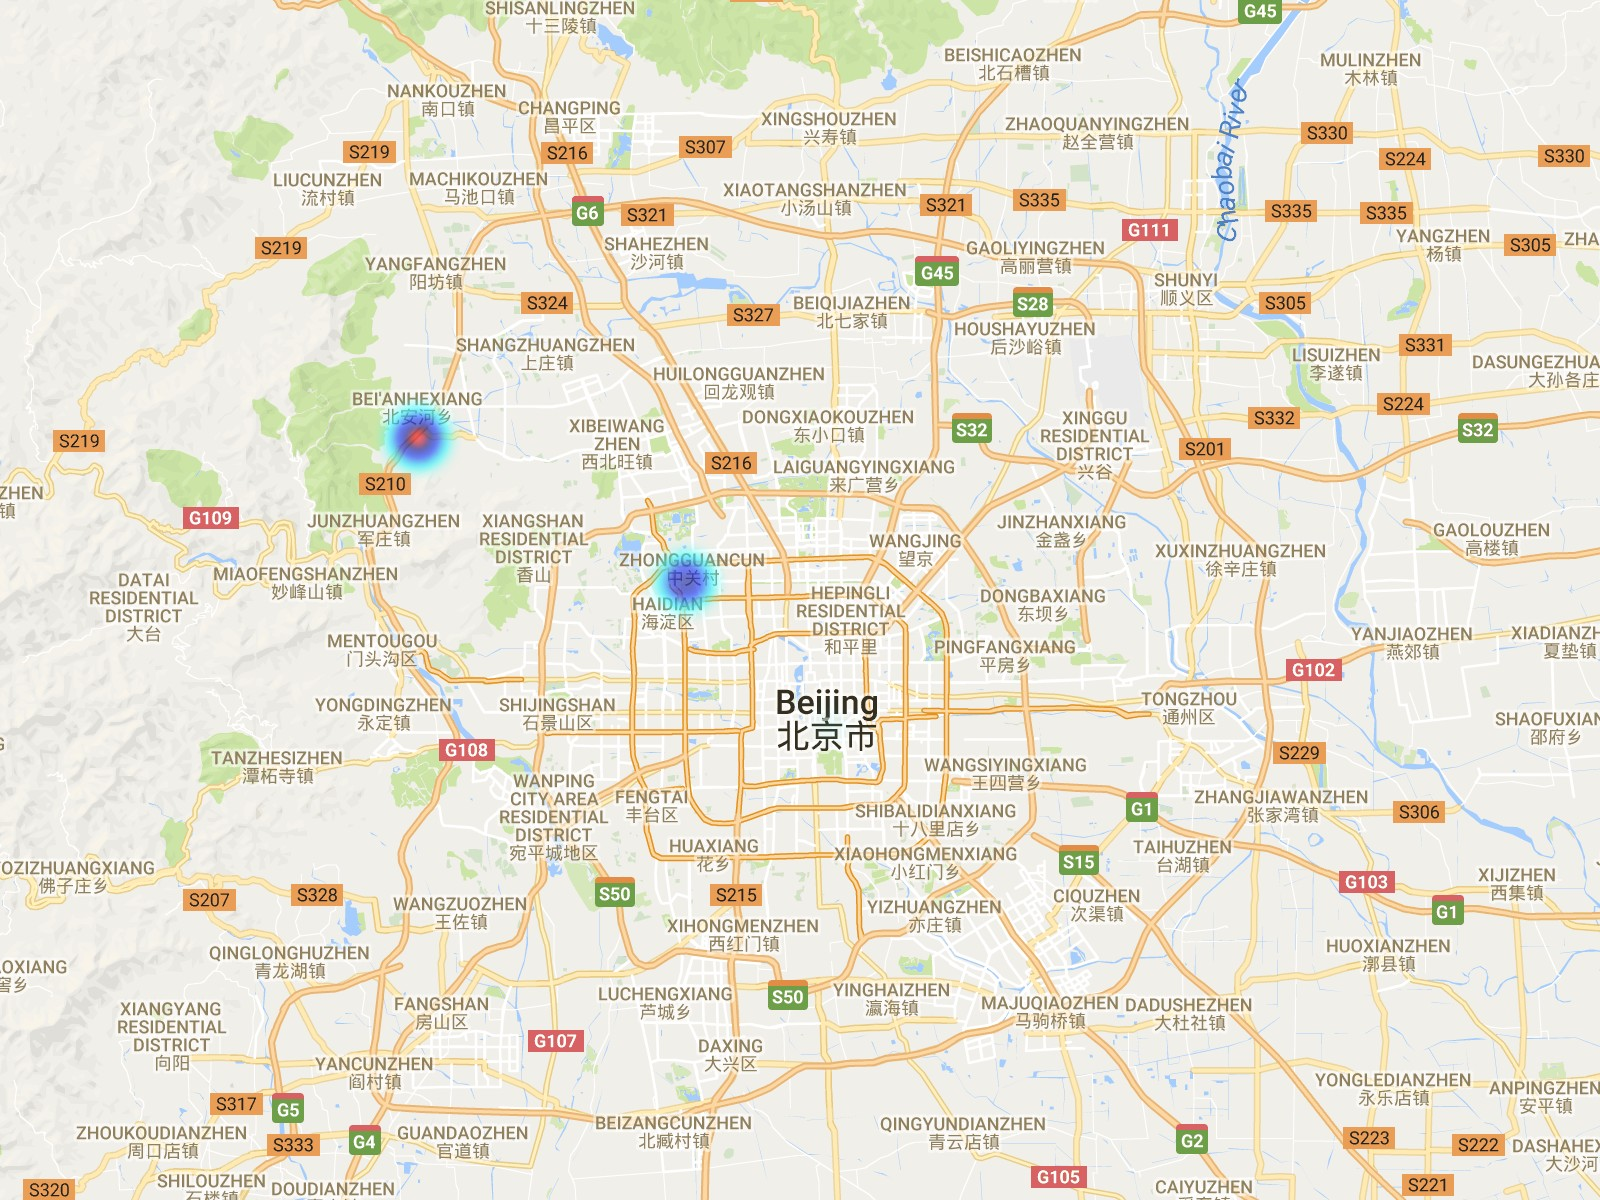 SHISANLINGZHEN
十三陵镇
G45
BEISHICAOZHEN
北石槽镇
MULINZHEN
木林镇
NANKOUZHEN
南口镇
CHANGPING
昌平区
XINGSHOUZHEN
兴寿镇
ZHAOQUANYINGZHEN
赵全营镇
Chaobai River
S330
S224
S330
S219
S216
S307
LIUCUNZHEN
流村镇
MACHIKOUZHEN
马池口镇
XIAOTANGSHANZHEN
小汤山镇
S321
S335
S335
S335
G6
S321
G111
S219
SHAHEZHEN
沙河镇
GAOLIYINGZHEN
高丽营镇
YANGZHEN
杨镇
S305
ZHA
YANGFANGZHEN
阳坊镇
G45
SHUNYI
顺义区
S324
S327
BEIQIJIAZHEN
北七家镇
S28
S305
HOUSHAYUZHEN
后沙峪镇
SHANGZHUANGZHEN
上庄镇
S331
LISUIZHEN
李遂镇
DASUNGEZHUA
大孙各庄
HUILONGGUANZHEN
回龙观镇
BEI'ANHEXIANG
北安河乡
S224
XIBEIWANG
ZHEN
西北旺镇
DONGXIAOKOUZHEN
东小口镇
S32
XINGGU
RESIDENTIAL
DISTRICT
兴谷
S332
S32
S219
S201
S216
LAIGUANGYINGXIANG
来广营乡
S210
ZHEN
镇
G109
JUNZHUANGZHEN
军庄镇
XIANGSHAN
RESIDENTIAL
DISTRICT
香山
JINZHANXIANG
金盏乡
GAOLOUZHEN
高楼镇
WANGJING
望京
XUXINZHUANGZHEN
徐辛庄镇
ZHONGGUANCUN
中关村
MIAOFENGSHANZHEN
妙峰山镇
DATAI
RESIDENTIAL
DISTRICT
大台
HAIDIAN
海淀区
HEPINGLI
RESIDENTIAL
DISTRICT
和平里
DONGBAXIANG
东坝乡
MENTOUGOU
门头沟区
PINGFANGXIANG
平房乡
YANJIAOZHEN
燕郊镇
XIADIANZH
夏垫镇
G102
YONGDINGZHEN
永定镇
SHIJINGSHAN
石景山区
Beijing
北京市
TONGZHOU
通州区
SHAOFUXIAN
邵府乡
G108
S229
TANZHESIZHEN
潭柘寺镇
WANPING
CITY AREA
RESIDENTIAL
DISTRICT
宛平城地区
FENGTAI
丰台区
WANGSIYINGXIANG
王四营乡
G1
ZHANGJIAWANZHEN
张家湾镇
S306
SHIBALIDIANXIANG
十八里店乡
HUAXIANG
花乡
XIAOHONGMENXIANG
小红门乡
S15
TAIHUZHEN
台湖镇
OZIZHUANGXIANG
佛子庄乡
G103
XIJIZHEN
西集镇
S207
S328
S50
S215
CIQUZHEN
次渠镇
G1
WANGZUOZHEN
王佐镇
YIZHUANGZHEN
亦庄镇
XIHONGMENZHEN
西红门镇
QINGLONGHUZHEN
青龙湖镇
HUOXIANZHEN
漷县镇
OXIANG
窖乡
FANGSHAN
房山区
LUCHENGXIANG
芦城乡
S50
YINGHAIZHEN
瀛海镇
MAJUQIAOZHEN
马驹桥镇
DADUSHEZHEN
大杜社镇
XIANGYANG
RESIDENTIAL
DISTRICT
向阳
G107
DAXING
大兴区
YANCUNZHEN
阎村镇
YONGLEDIANZHEN
永乐店镇
ANPINGZHEN
安平镇
S317
G5
ZHOUKOUDIANZHEN
周口店镇
S333
G4
GUANDAOZHEN
官道镇
BEIZANGCUNZHEN
北臧村镇
QINGYUNDIANZHEN
青云店镇
G2
S223
S222
DASHAHEX
大沙河
S320
SHILOUZHEN
石楼镇
DOUDIANZHEN
G105
CAIYUZHEN
S221